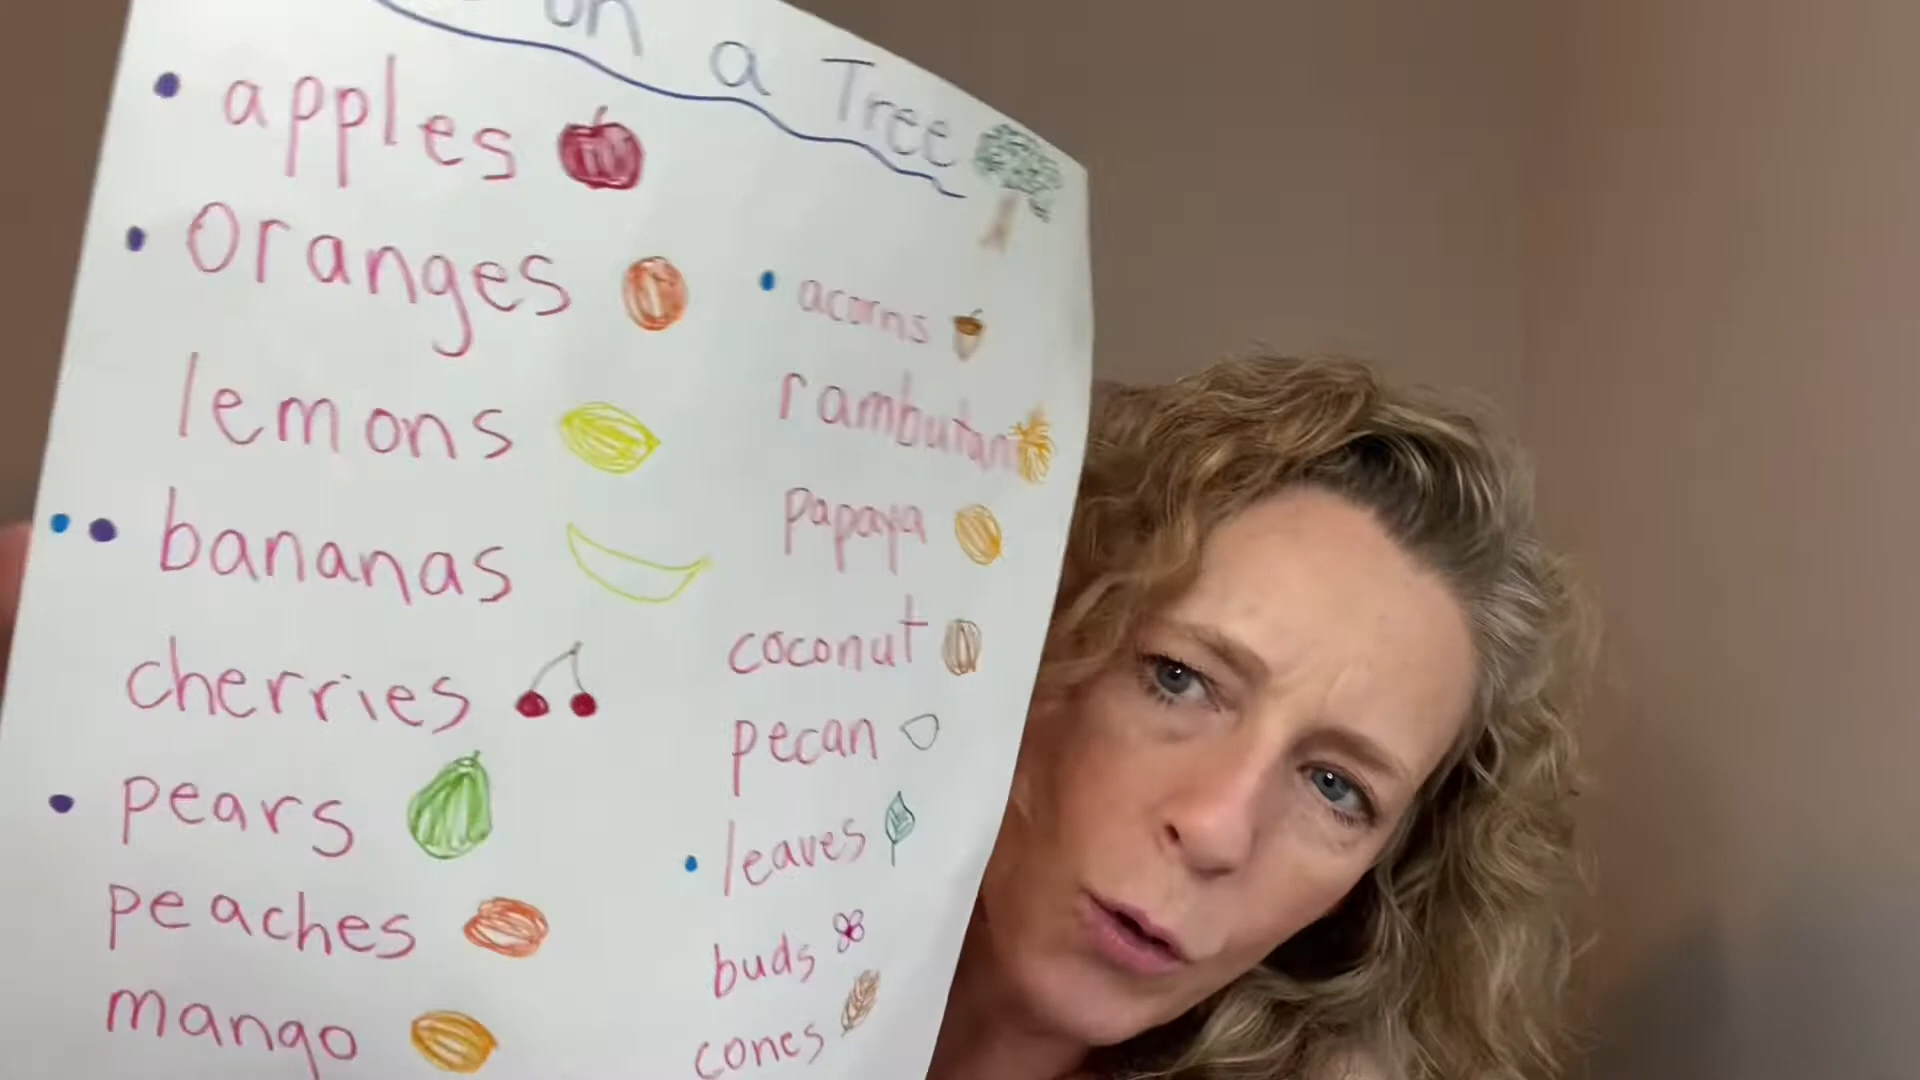 on a Tree
apples
oranges
lemons
bananas
cherries
pears
peaches
mango
acorns
rambutan
papaya
coconut
pecan
leaves
buds
cones